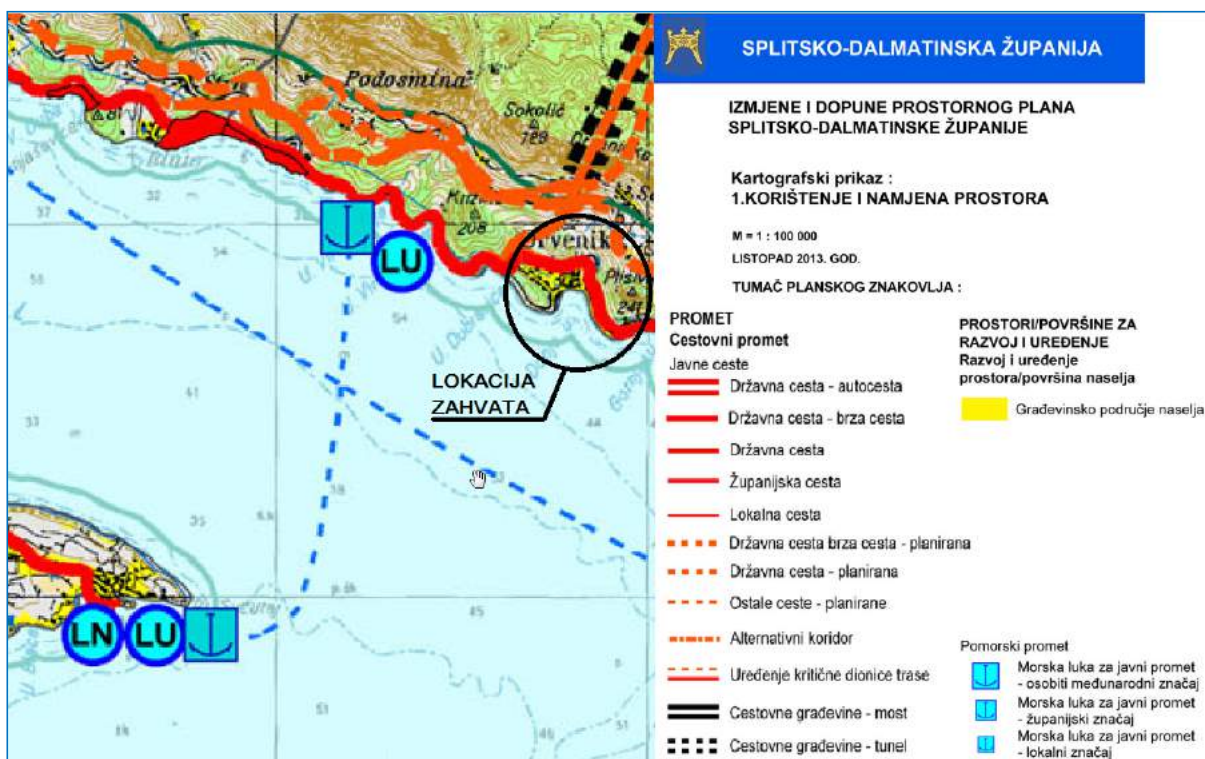 Podosmina
Sokolić
789
208
LU
LOKACIJA
ZAHVATA
LN LU
SPLITSKO-DALMATINSKA ŽUPANIJA
IZMJENE I DOPUNE PROSTORNOG PLANA
SPLITSKO-DALMATINSKE ŽUPANIJE
Kartografski prikaz :
1.KORIŠTENJE I NAMJENA PROSTORA
M = 1 : 100 000
LISTOPAD 2013. GOD.
TUMAČ PLANSKOG ZNAKOVLJA :
PROMET
Cestovni promet
Javne ceste
Državna cesta - autocesta
Državna cesta - brza cesta
Državna cesta
Županijska cesta
Lokalna cesta
Državna cesta brza cesta - planirana
Državna cesta - planirana
Ostale ceste - planirane
Alternativni koridor
Uređenje kritične dionice trase
Cestovne građevine - most
Cestovne građevine - tunel
PROSTORI/POVRŠINE ZA
RAZVOJ I UREĐENJE
Razvoj i uređenje
prostora/površina naselja
Građevinsko područje naselja
Pomorski promet
Morska luka za javni promet
- osobiti međunarodni značaj
Morska luka za javni promet
- županijski značaj
Morska luka za javni promet
- lokalni značaj